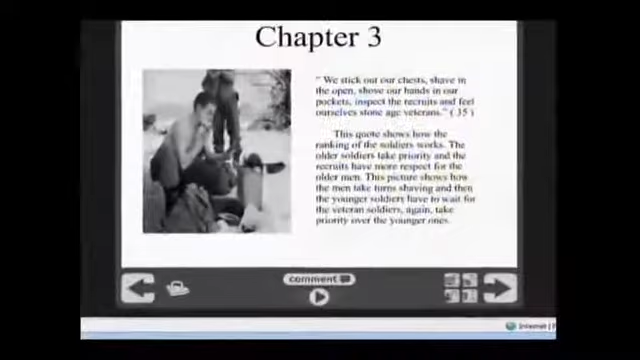 Chapter 3
" We stick out our chests, shave in
the open, shove our hands in our
pockets, inspect the recruits and feel
ourselves stone age veterans." ( 35 )
This quote shows how the
ranking of the soldiers works. The
older soldiers take priority and the
recruits have more respect for the
older men. This picture shows how
the men take turns shaving and then
the younger soldiers have to wait for
the veteran soldiers, again, take
priority over the younger ones.
comment
Internet